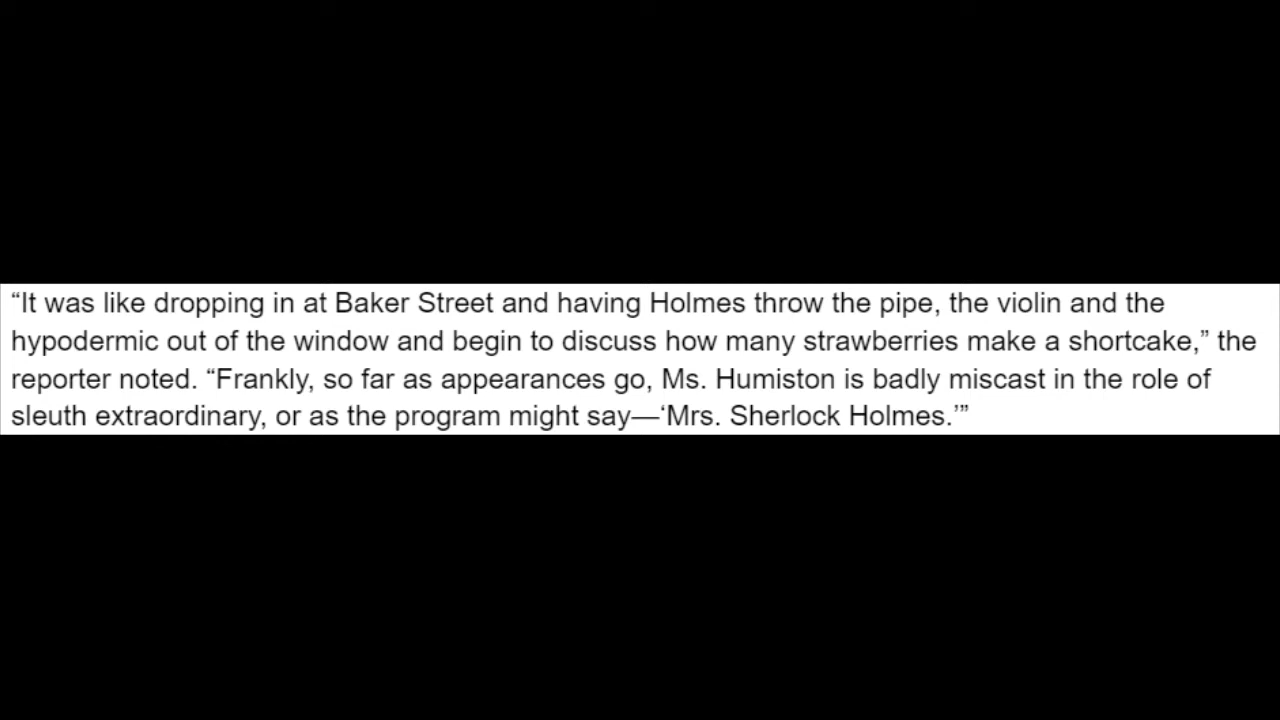 “It was like dropping in at Baker Street and having Holmes throw the pipe, the violin and the
hypodermic out of the window and begin to discuss how many strawberries make a shortcake,” the
reporter noted. “Frankly, so far as appearances go, Ms. Humiston is badly miscast in the role of
sleuth extraordinary, or as the program might say—‘Mrs. Sherlock Holmes.’”